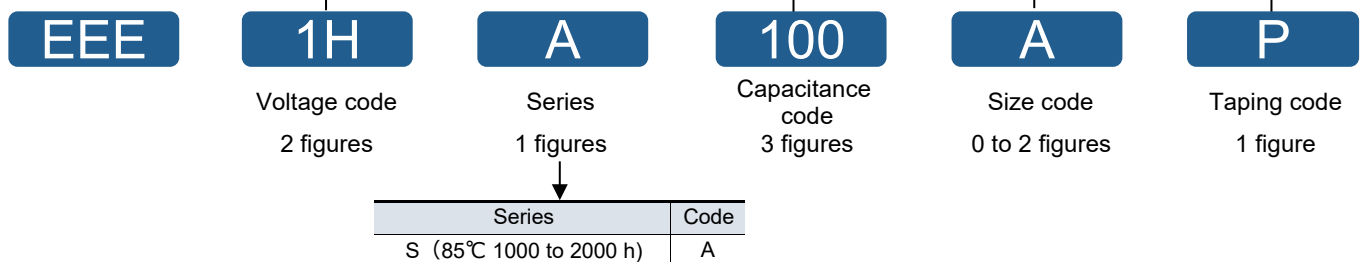 EEE 1H A 100 A P
Voltage code Series Capacitance code Size code Taping code
2 figures 1 figures 3 figures 0 to 2 figures 1 figure
Series Code
S（85℃ 1000 to 2000 h） A